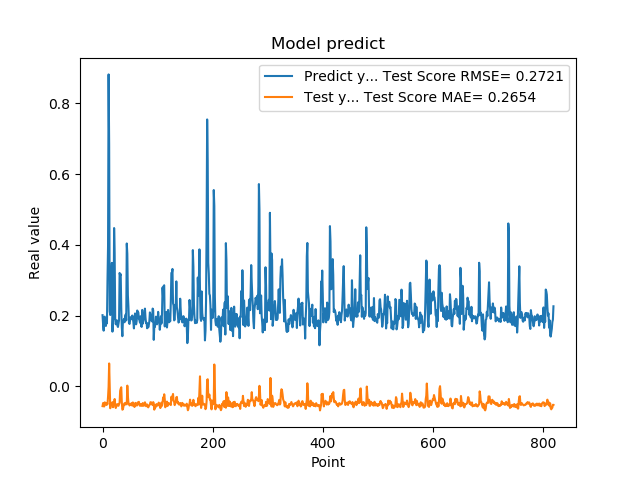 Model predict
Predict y... Test Score RMSE= 0.2721
Test y... Test Score MAE= 0.2654
Real value
0.8
0.6
0.4
0.2
0.0
0
200
400
600
800
Point